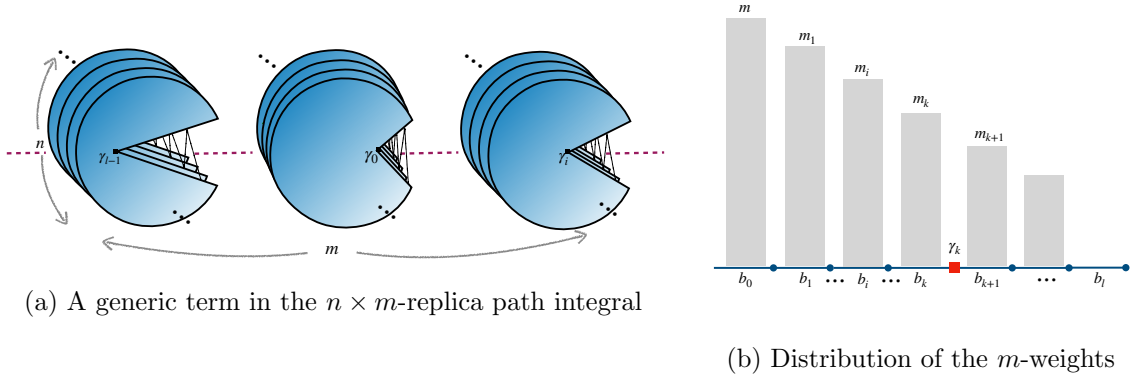 n
γ_{l−1}
γ_0
γ_i
m
(a) A generic term in the n × m-replica path integral
m
m_1
m_i
m_k
m_{k+1}
γ_k
b_0 b_1 ••• b_i ••• b_k b_{k+1} ••• b_l
(b) Distribution of the m-weights